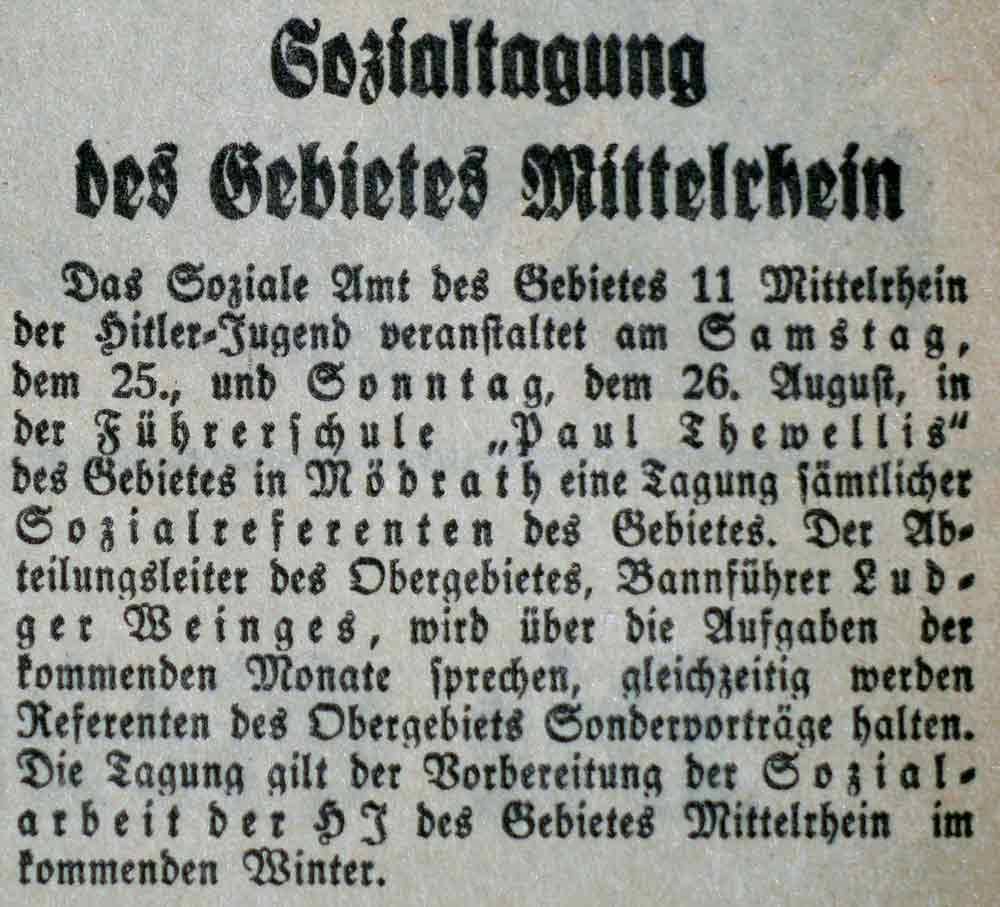 Sozialtagung
des Gebietes Mittelrhein
Das Soziale Amt des Gebietes 11 Mittelrhein
der Hitler-Jugend veranstaltet am Samstag,
dem 25., und Sonntag, dem 26. August, in
der Führerschule „Paul Thewellis“
des Gebietes in Mödrath eine Tagung sämtlicher
Sozialreferenten des Gebietes. Der Ab-
teilungsleiter des Obergebietes, Bannführer Lud-
ger Weinges, wird über die Aufgaben der
kommenden Monate sprechen, gleichzeitig werden
Referenten des Obergebiets Sondervorträge halten.
Die Tagung gilt der Vorbereitung der Sozial-
arbeit der HJ des Gebietes Mittelrhein im
kommenden Winter.